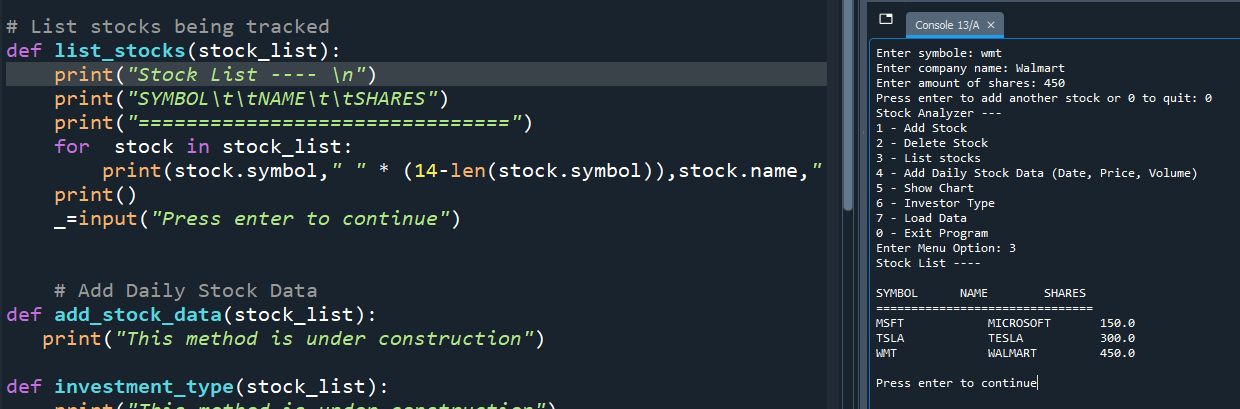 # List stocks being tracked
def list_stocks(stock_list):
    print("Stock List ---- \n")
    print("SYMBOL\t\tNAME\t\tSHARES")
    print("===============================")
    for  stock in stock_list:
        print(stock.symbol," " * (14-len(stock.symbol)),stock.name,"
    print()
    _=input("Press enter to continue")
    # Add Daily Stock Data
def add_stock_data(stock_list):
   print("This method is under construction")
def investment_type(stock_list):
    print("This method is under construction")
Console 13/A ×
Enter symbole: wmt
Enter company name: Walmart
Enter amount of shares: 450
Press enter to add another stock or 0 to quit: 0
Stock Analyzer ---
1 - Add Stock
2 - Delete Stock
3 - List stocks
4 - Add Daily Stock Data (Date, Price, Volume)
5 - Show Chart
6 - Investor Type
7 - Load Data
0 - Exit Program
Enter Menu Option: 3
Stock List ----
SYMBOL      NAME        SHARES
===============================
MSFT            MICROSOFT       150.0
TSLA            TESLA           300.0
WMT             WALMART         450.0
Press enter to continue